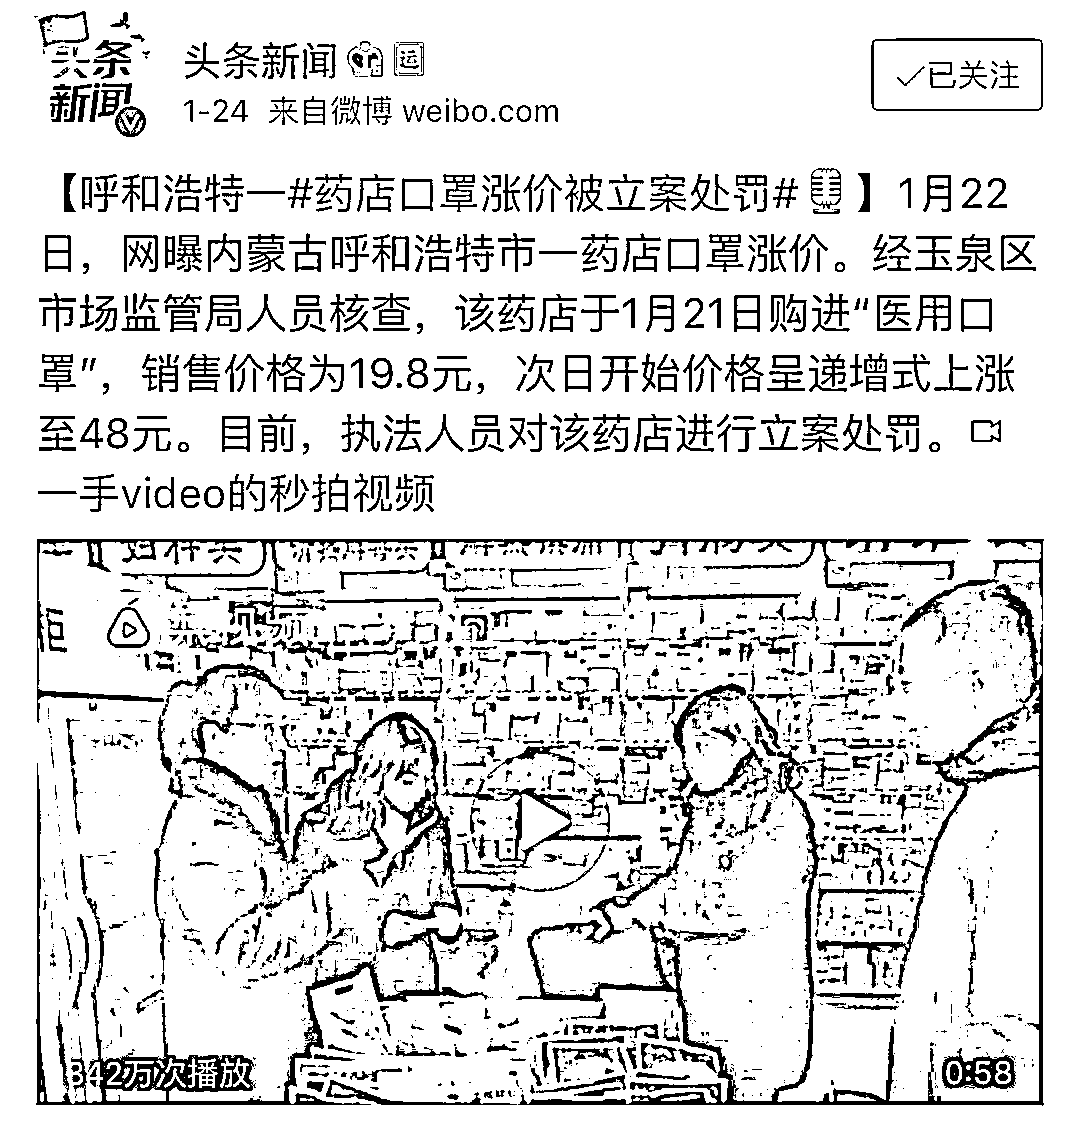 头条
新闻
头条新闻 运
1-24 来自微博 weibo.com
已关注
【呼和浩特一#药店口罩涨价被立案处罚#】1月22
日，网曝内蒙古呼和浩特市一药店口罩涨价。经玉泉区
市场监管局人员核查，该药店于1月21日购进“医用口
罩”，销售价格为19.8元，次日开始价格呈递增式上涨
至48元。目前，执法人员对该药店进行立案处罚。
一手video的秒拍视频
842万次播放
0:58